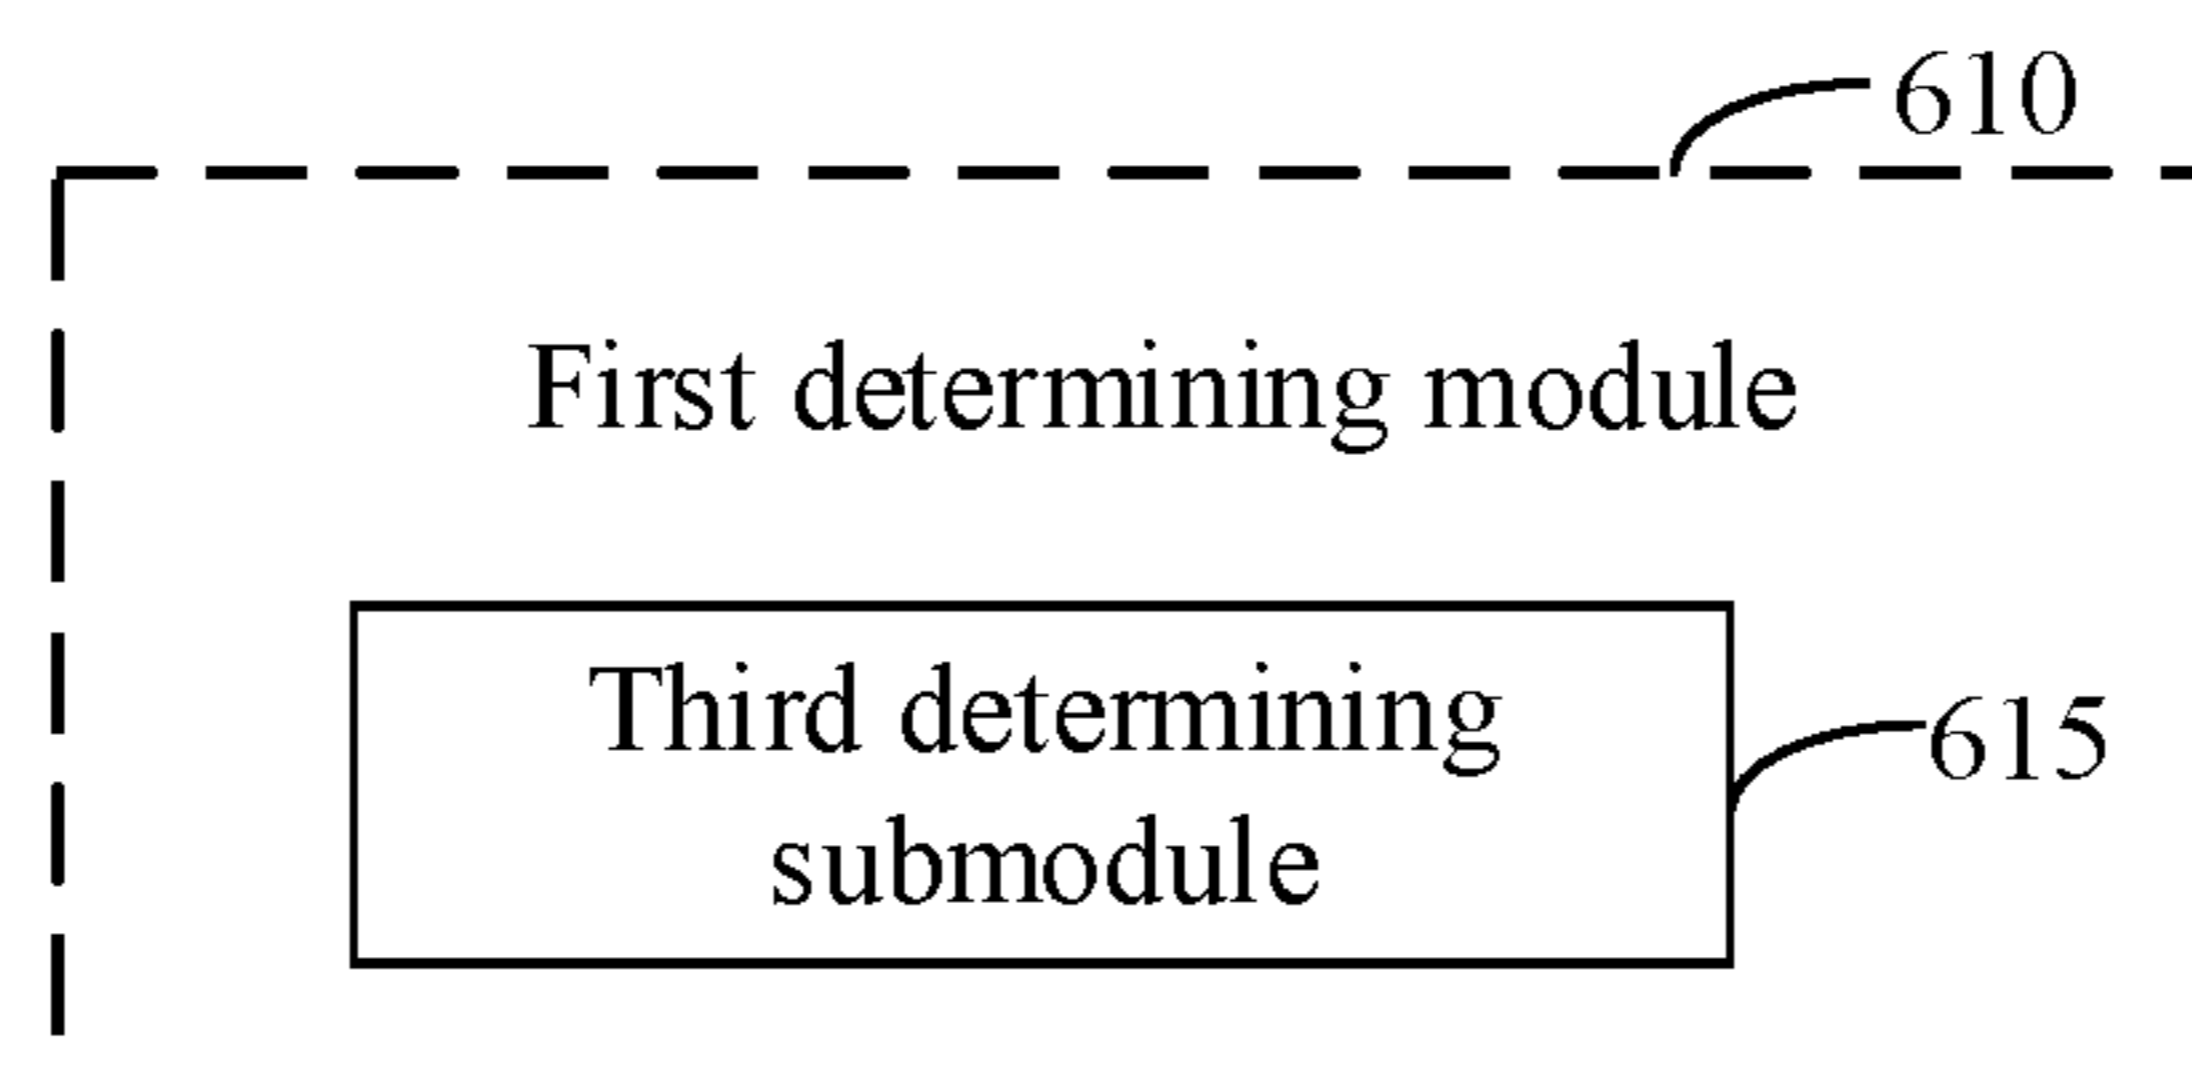 610
First determining module
Third determining
submodule
615